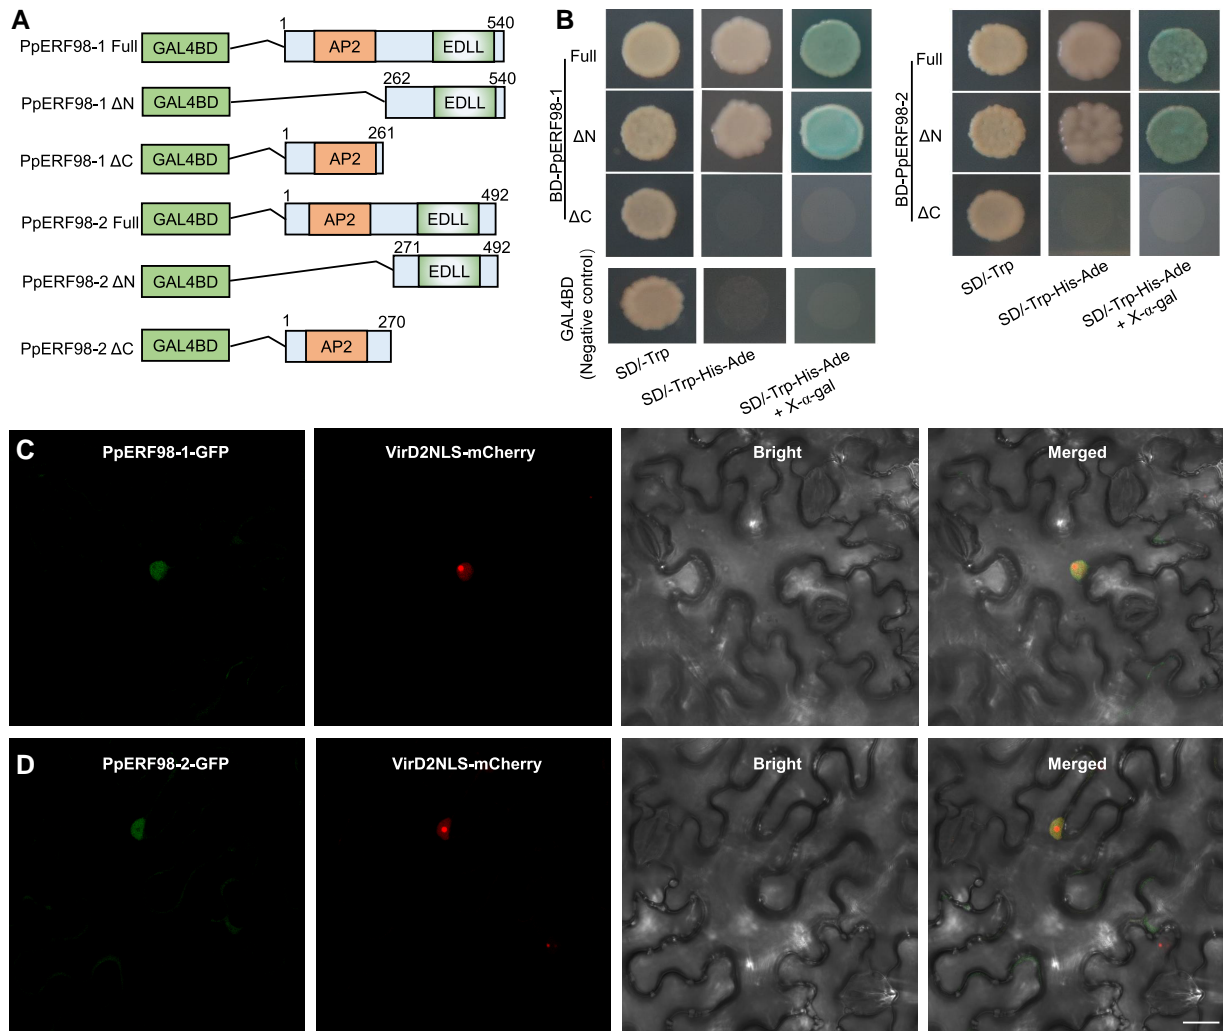 A
1
540
PpERF98-1 Full
GAL4BD
AP2
EDLL
262
540
PpERF98-1 ΔN
GAL4BD
EDLL
1
261
PpERF98-1 ΔC
GAL4BD
AP2
1
492
PpERF98-2 Full
GAL4BD
AP2
EDLL
271
492
PpERF98-2 ΔN
GAL4BD
EDLL
1
270
PpERF98-2 ΔC
GAL4BD
AP2
B
BD-PpERF98-1
Full
ΔN
ΔC
GAL4BD
(Negative control)
SD/-Trp
SD/-Trp-His-Ade
SD/-Trp-His-Ade
+ X-α-gal
BD-PpERF98-2
Full
ΔN
ΔC
SD/-Trp
SD/-Trp-His-Ade
SD/-Trp-His-Ade
+ X-α-gal
C
PpERF98-1-GFP
VirD2NLS-mCherry
Bright
Merged
D
PpERF98-2-GFP
VirD2NLS-mCherry
Bright
Merged